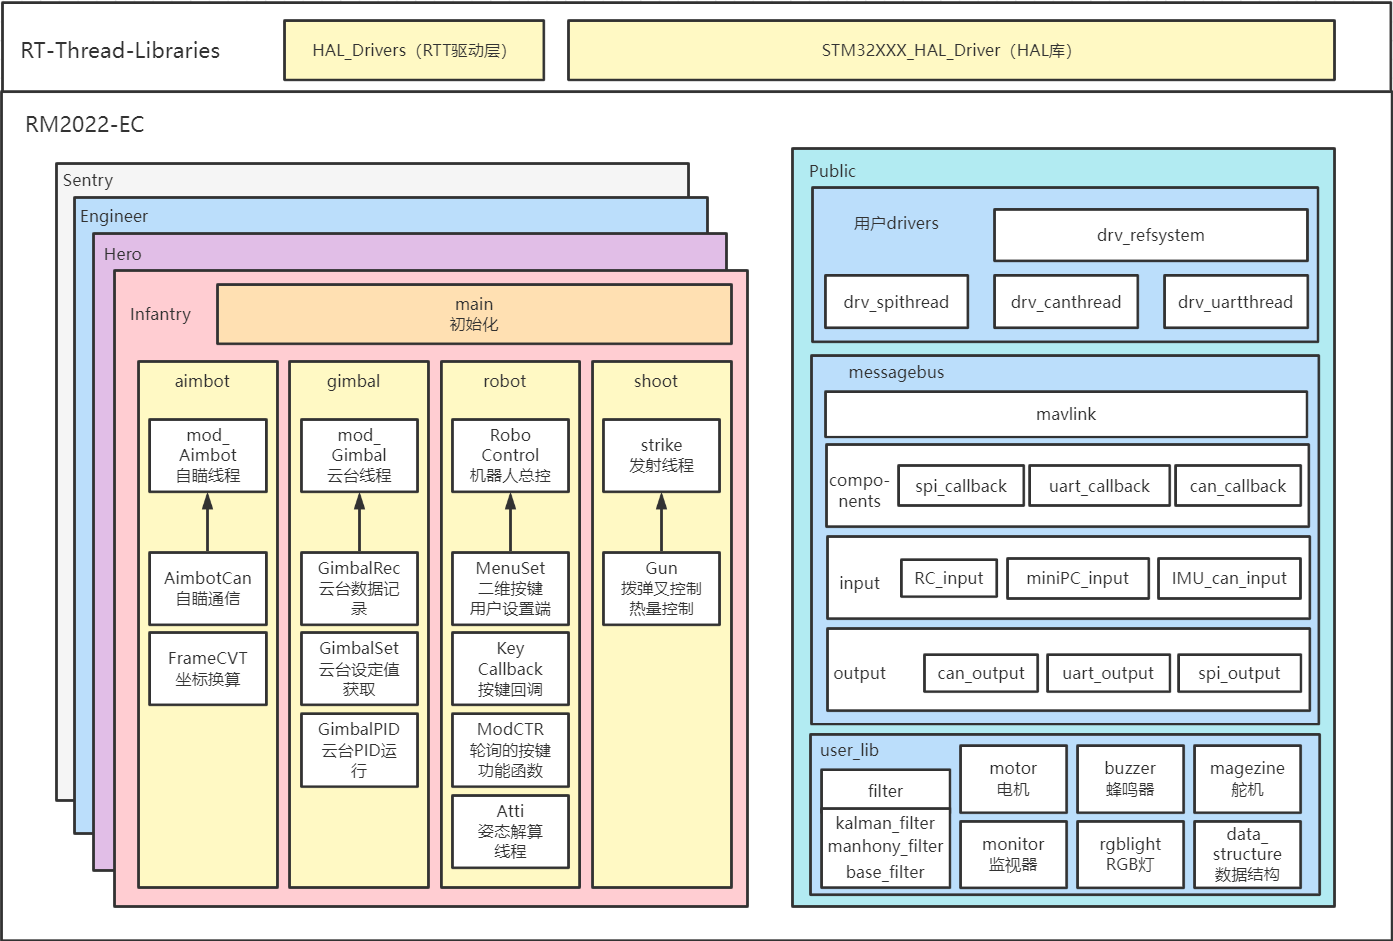 RT-Thread-Libraries
HAL_Drivers（RTT驱动层）
STM32XXX_HAL_Driver（HAL库）
RM2022-EC
Sentry
Engineer
Hero
Infantry
main
初始化
aimbot
mod_
Aimbot
自瞄线程
AimbotCan
自瞄通信
FrameCVT
坐标换算
gimbal
mod_
Gimbal
云台线程
GimbalRec
云台数据记
录
GimbalSet
云台设定值
获取
GimbalPID
云台PID运
行
robot
Robo
Control
机器人总控
MenuSet
二维按键
用户设置端
Key
Callback
按键回调
ModCTR
轮询的按键
功能函数
Atti
姿态解算
线程
shoot
strike
发射线程
Gun
拨弹叉控制
热量控制
Public
用户drivers
drv_refsystem
drv_spithread
drv_canthread
drv_uartthread
messagebus
mavlink
compo-
nents
spi_callback
uart_callback
can_callback
input
RC_input
miniPC_input
IMU_can_input
output
can_output
uart_output
spi_output
user_lib
filter
kalman_filter
manhony_filter
base_filter
motor
电机
buzzer
蜂鸣器
magezine
舵机
monitor
监视器
rgblight
RGB灯
data_
structure
数据结构